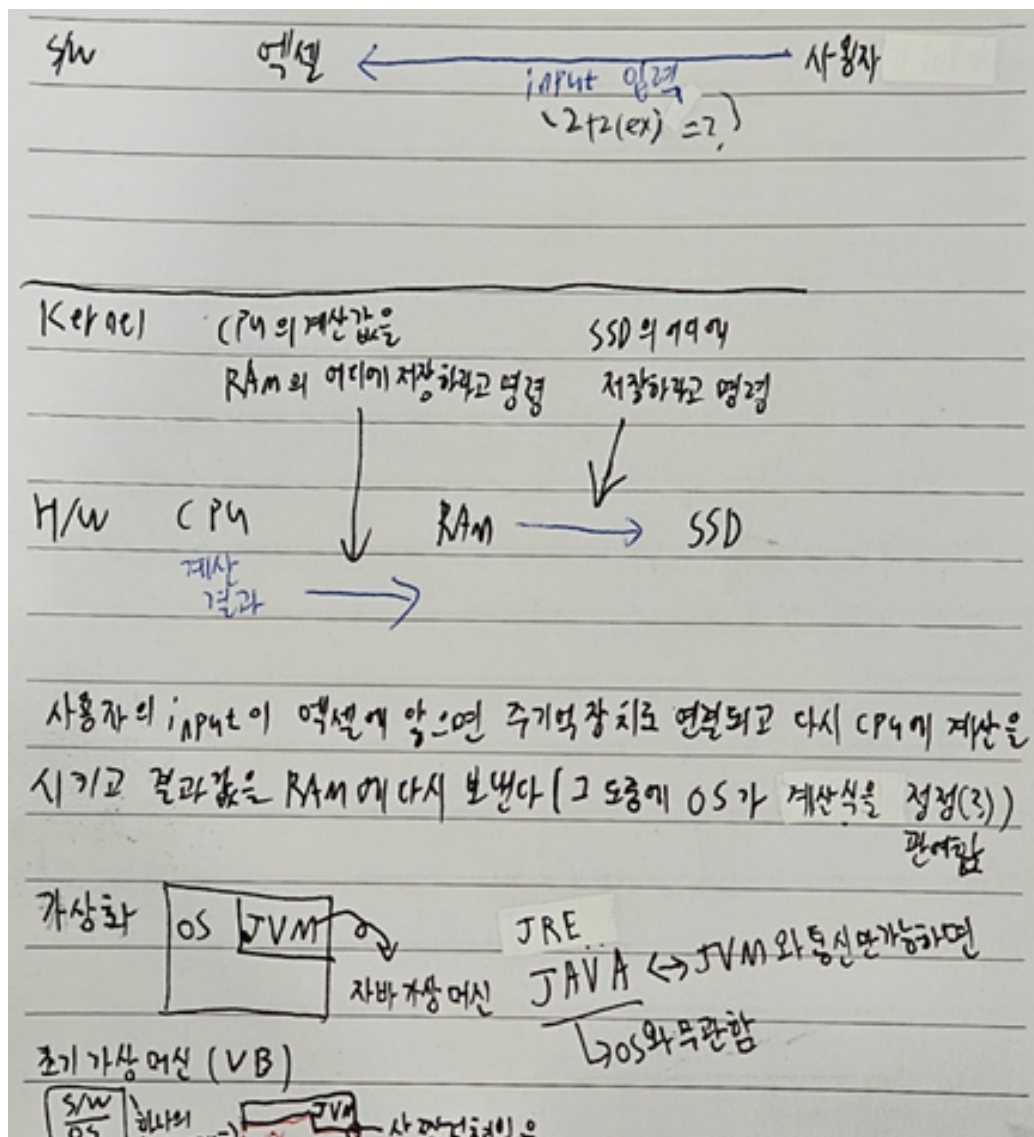 S/W 엑셀 사용자
input 입력
(2+2(ex) =?)
Kernel CPU의 계산값을 SSD의 어디에
RAM의 어디에 저장하라고 명령 저장하라고 명령
H/W CPU RAM SSD
계산
결과
사용자의 input이 엑셀에 닿으면 주기억장치로 연결되고 다시 CPU에 계산을
시키고 결과값을 RAM에 다시 보낸다 (그 도중에 OS가 계산식을 정정(?))
관여함
가상화 OS JVM JRE
자바 가상 머신 JAVA ↔ JVM와 통신만 가능하면
↳OS와 무관함
초기 가상 머신 (VB)
S/W 하나의 JVM
OS